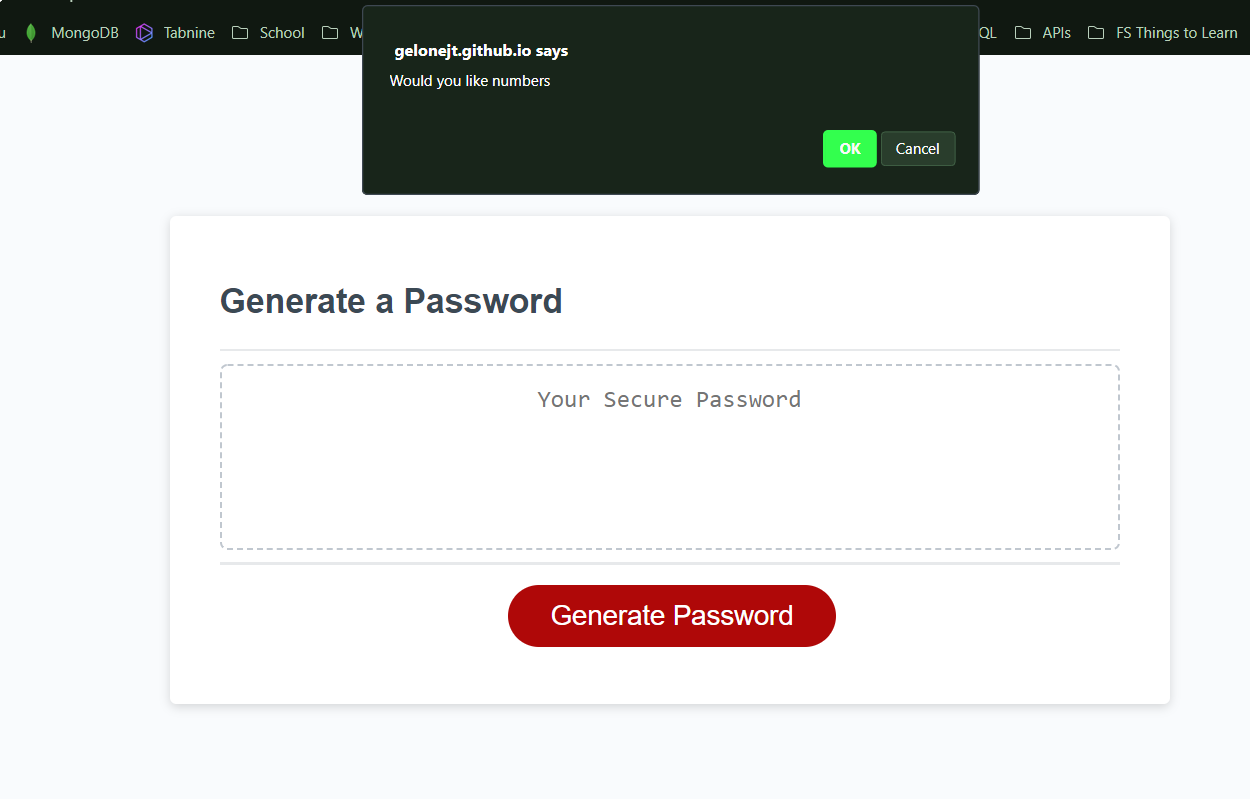 MongoDB Tabnine School QL APIs FS Things to Learn
gelonejt.github.io says
Would you like numbers
OK Cancel
Generate a Password
Your Secure Password
Generate Password